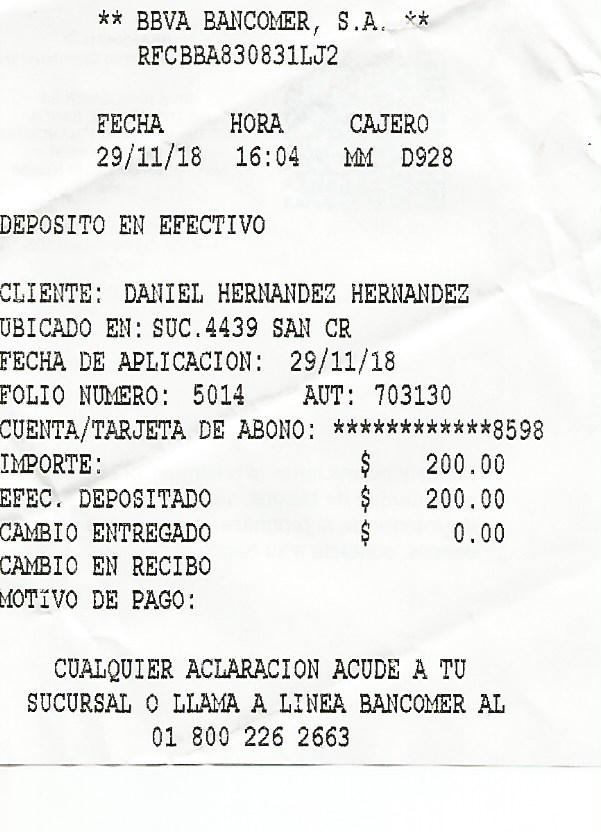 ** BBVA BANCOMER, S.A. **
RFCBBA830831LJ2
FECHA HORA CAJERO
29/11/18 16:04 MM D928
DEPOSITO EN EFECTIVO
CLIENTE: DANIEL HERNANDEZ HERNANDEZ
UBICADO EN: SUC.4439 SAN CR
FECHA DE APLICACION: 29/11/18
FOLIO NUMERO: 5014 AUT: 703130
CUENTA/TARJETA DE ABONO: ************8598
IMPORTE: $ 200.00
EFEC. DEPOSITADO $ 200.00
CAMBIO ENTREGADO $ 0.00
CAMBIO EN RECIBO
MOTÍVO DE PAGO:
CUALQUIER ACLARACION ACUDE A TU
SUCURSAL O LLAMA A LINEA BANCOMER AL
01 800 226 2663